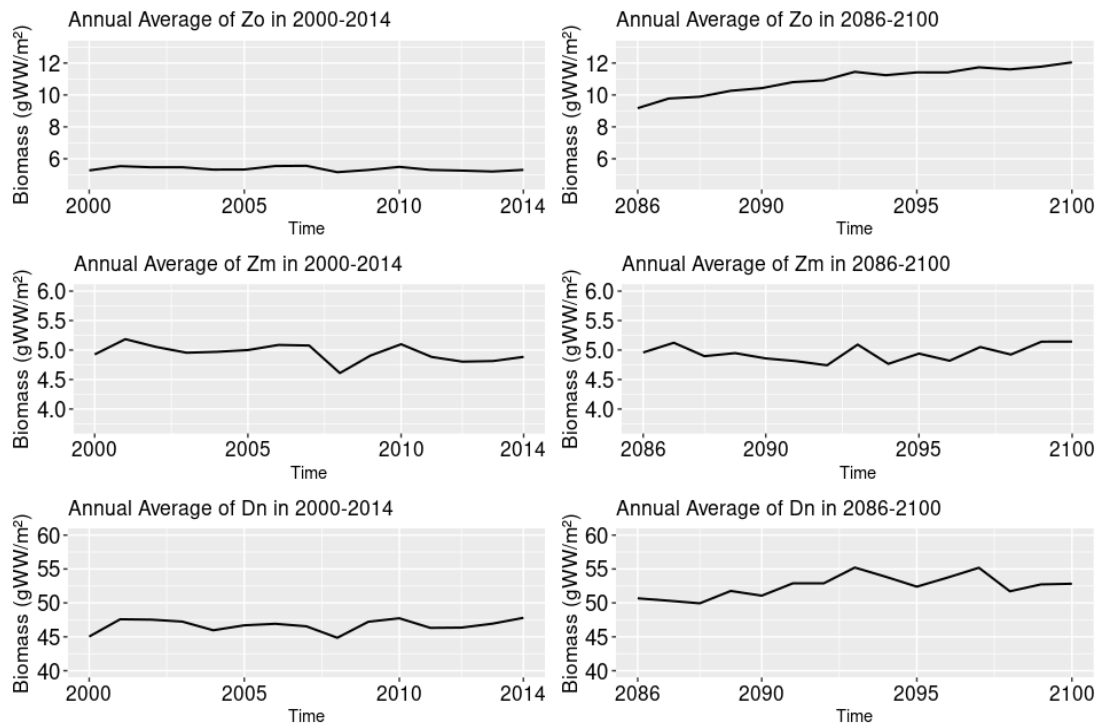 Annual Average of Zo in 2000-2014
Biomass (gWW/m²)
12
10
8
6
2000 2005 2010 2014
Time
Annual Average of Zo in 2086-2100
Biomass (gWW/m²)
12
10
8
6
2086 2090 2095 2100
Time
Annual Average of Zm in 2000-2014
Biomass (gWW/m²)
6.0
5.5
5.0
4.5
4.0
2000 2005 2010 2014
Time
Annual Average of Zm in 2086-2100
Biomass (gWW/m²)
6.0
5.5
5.0
4.5
4.0
2086 2090 2095 2100
Time
Annual Average of Dn in 2000-2014
Biomass (gWW/m²)
60
55
50
45
40
2000 2005 2010 2014
Time
Annual Average of Dn in 2086-2100
Biomass (gWW/m²)
60
55
50
45
40
2086 2090 2095 2100
Time